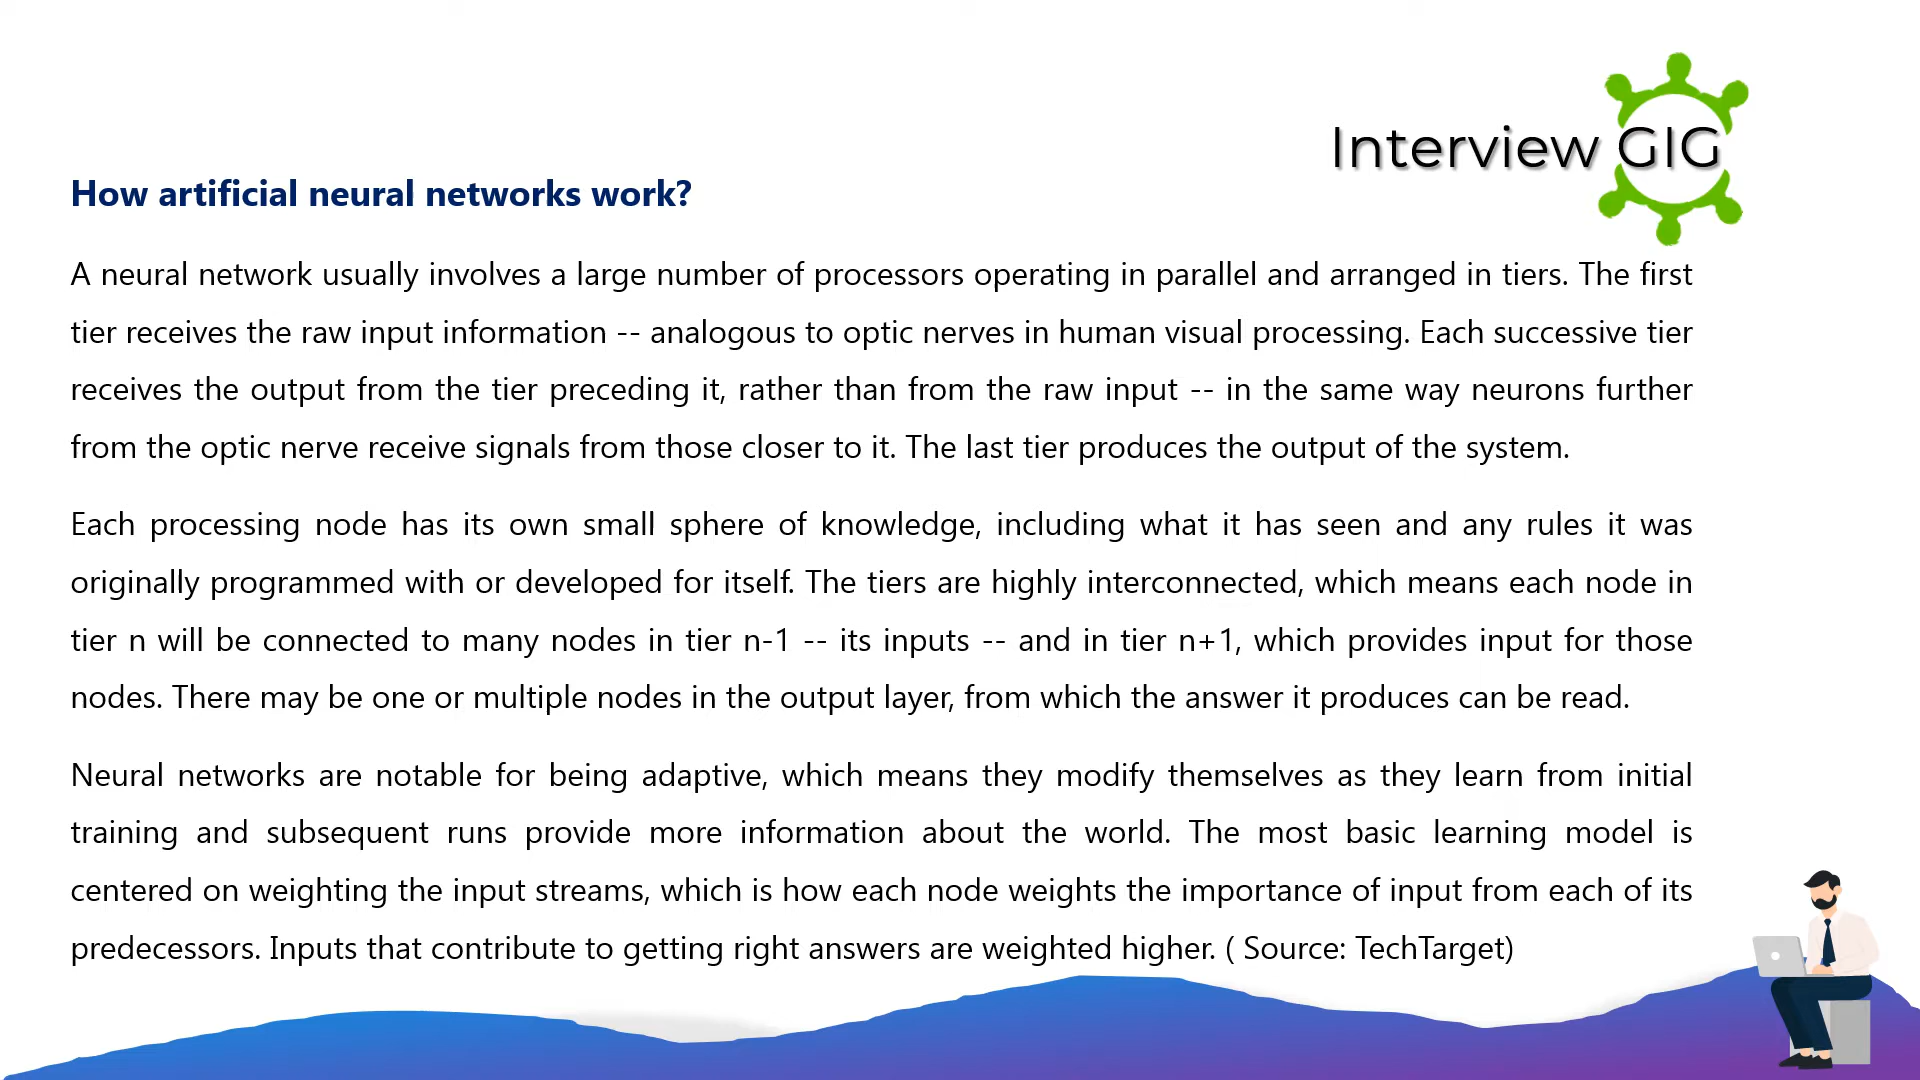 Interview GIG
How artificial neural networks work?
A neural network usually involves a large number of processors operating in parallel and arranged in tiers. The first
tier receives the raw input information -- analogous to optic nerves in human visual processing. Each successive tier
receives the output from the tier preceding it, rather than from the raw input -- in the same way neurons further
from the optic nerve receive signals from those closer to it. The last tier produces the output of the system.
Each processing node has its own small sphere of knowledge, including what it has seen and any rules it was
originally programmed with or developed for itself. The tiers are highly interconnected, which means each node in
tier n will be connected to many nodes in tier n-1 -- its inputs -- and in tier n+1, which provides input for those
nodes. There may be one or multiple nodes in the output layer, from which the answer it produces can be read.
Neural networks are notable for being adaptive, which means they modify themselves as they learn from initial
training and subsequent runs provide more information about the world. The most basic learning model is
centered on weighting the input streams, which is how each node weights the importance of input from each of its
predecessors. Inputs that contribute to getting right answers are weighted higher. ( Source: TechTarget)